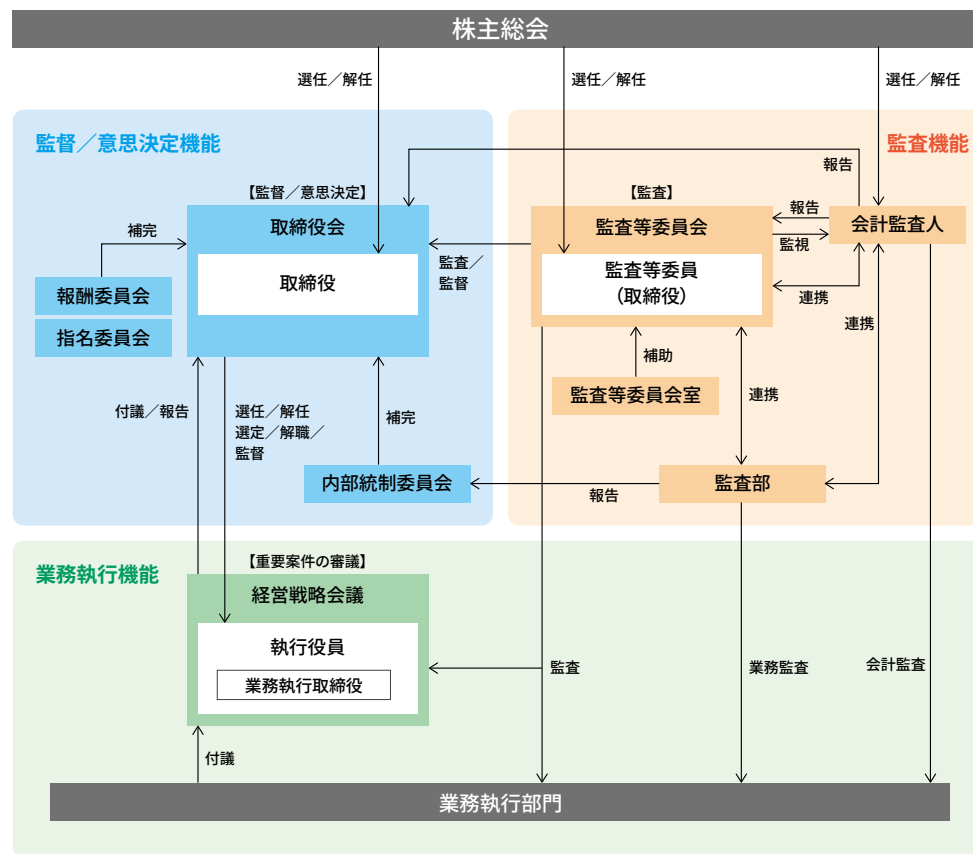 株主総会
選任／解任
選任／解任
選任／解任
監督／意思決定機能
監査機能
報告
【監督／意思決定】
【監査】
取締役会
監査等委員会
報告
会計監査人
補完
監視
監査／
監督
取締役
監査等委員
（取締役）
報酬委員会
連携
指名委員会
連携
補助
監査等委員会室
連携
付議／報告
選任／解任
選定／解職／
監督
補完
内部統制委員会
報告
監査部
【重要案件の審議】
業務執行機能
経営戦略会議
執行役員
業務執行取締役
監査
業務監査
会計監査
付議
業務執行部門